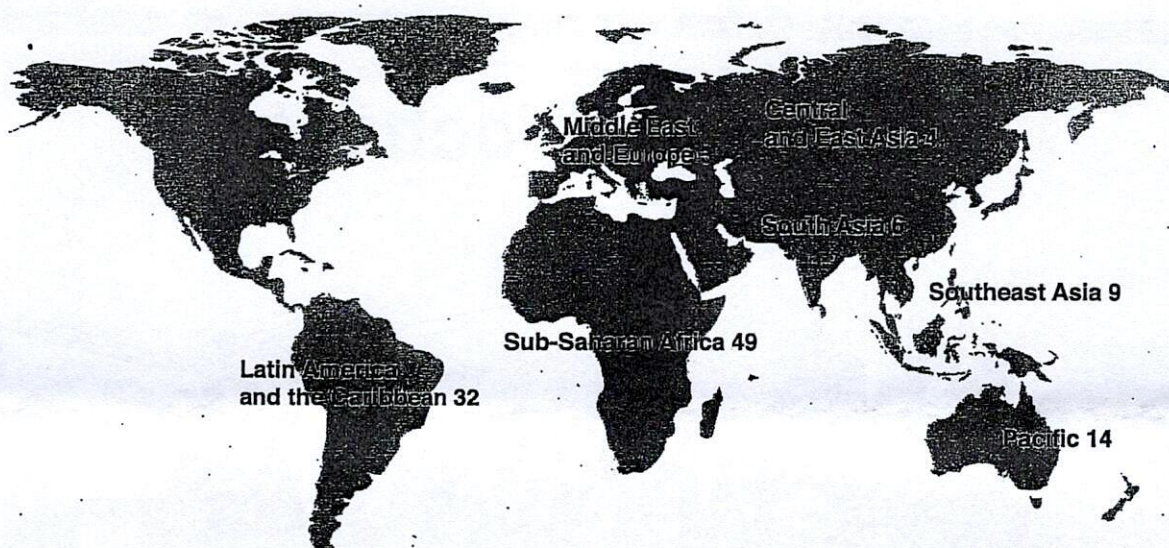 Middle East
and Europe
Central
and East Asia 4
South Asia 6
Southeast Asia 9
Sub-Saharan Africa 49
Latin America
and the Caribbean 32
Pacific 14